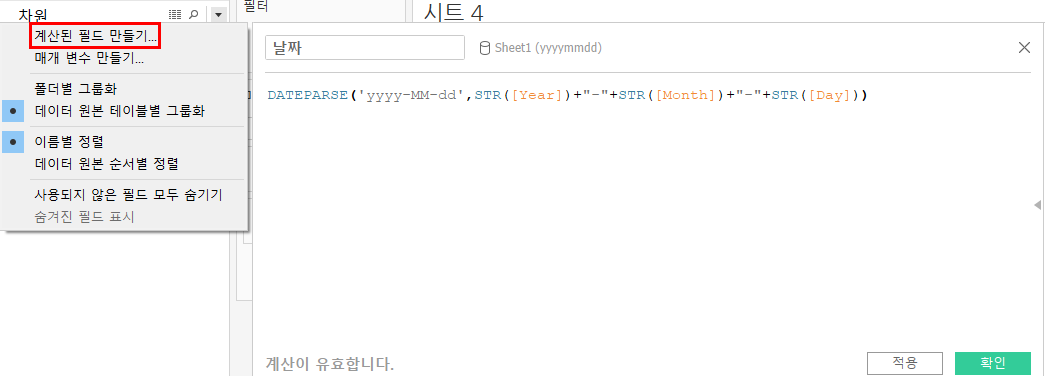 차원
계산된 필드 만들기...
매개 변수 만들기...
폴더별 그룹화
데이터 원본 테이블별 그룹화
이름별 정렬
데이터 원본 순서별 정렬
사용되지 않은 필드 모두 숨기기
숨겨진 필드 표시
필터
시트 4
날짜
Sheet1 (yyyymmdd)
DATEPARSE('yyyy-MM-dd',STR([Year])+"-"+STR([Month])+"-"+STR([Day]))
계산이 유효합니다.
적용
확인